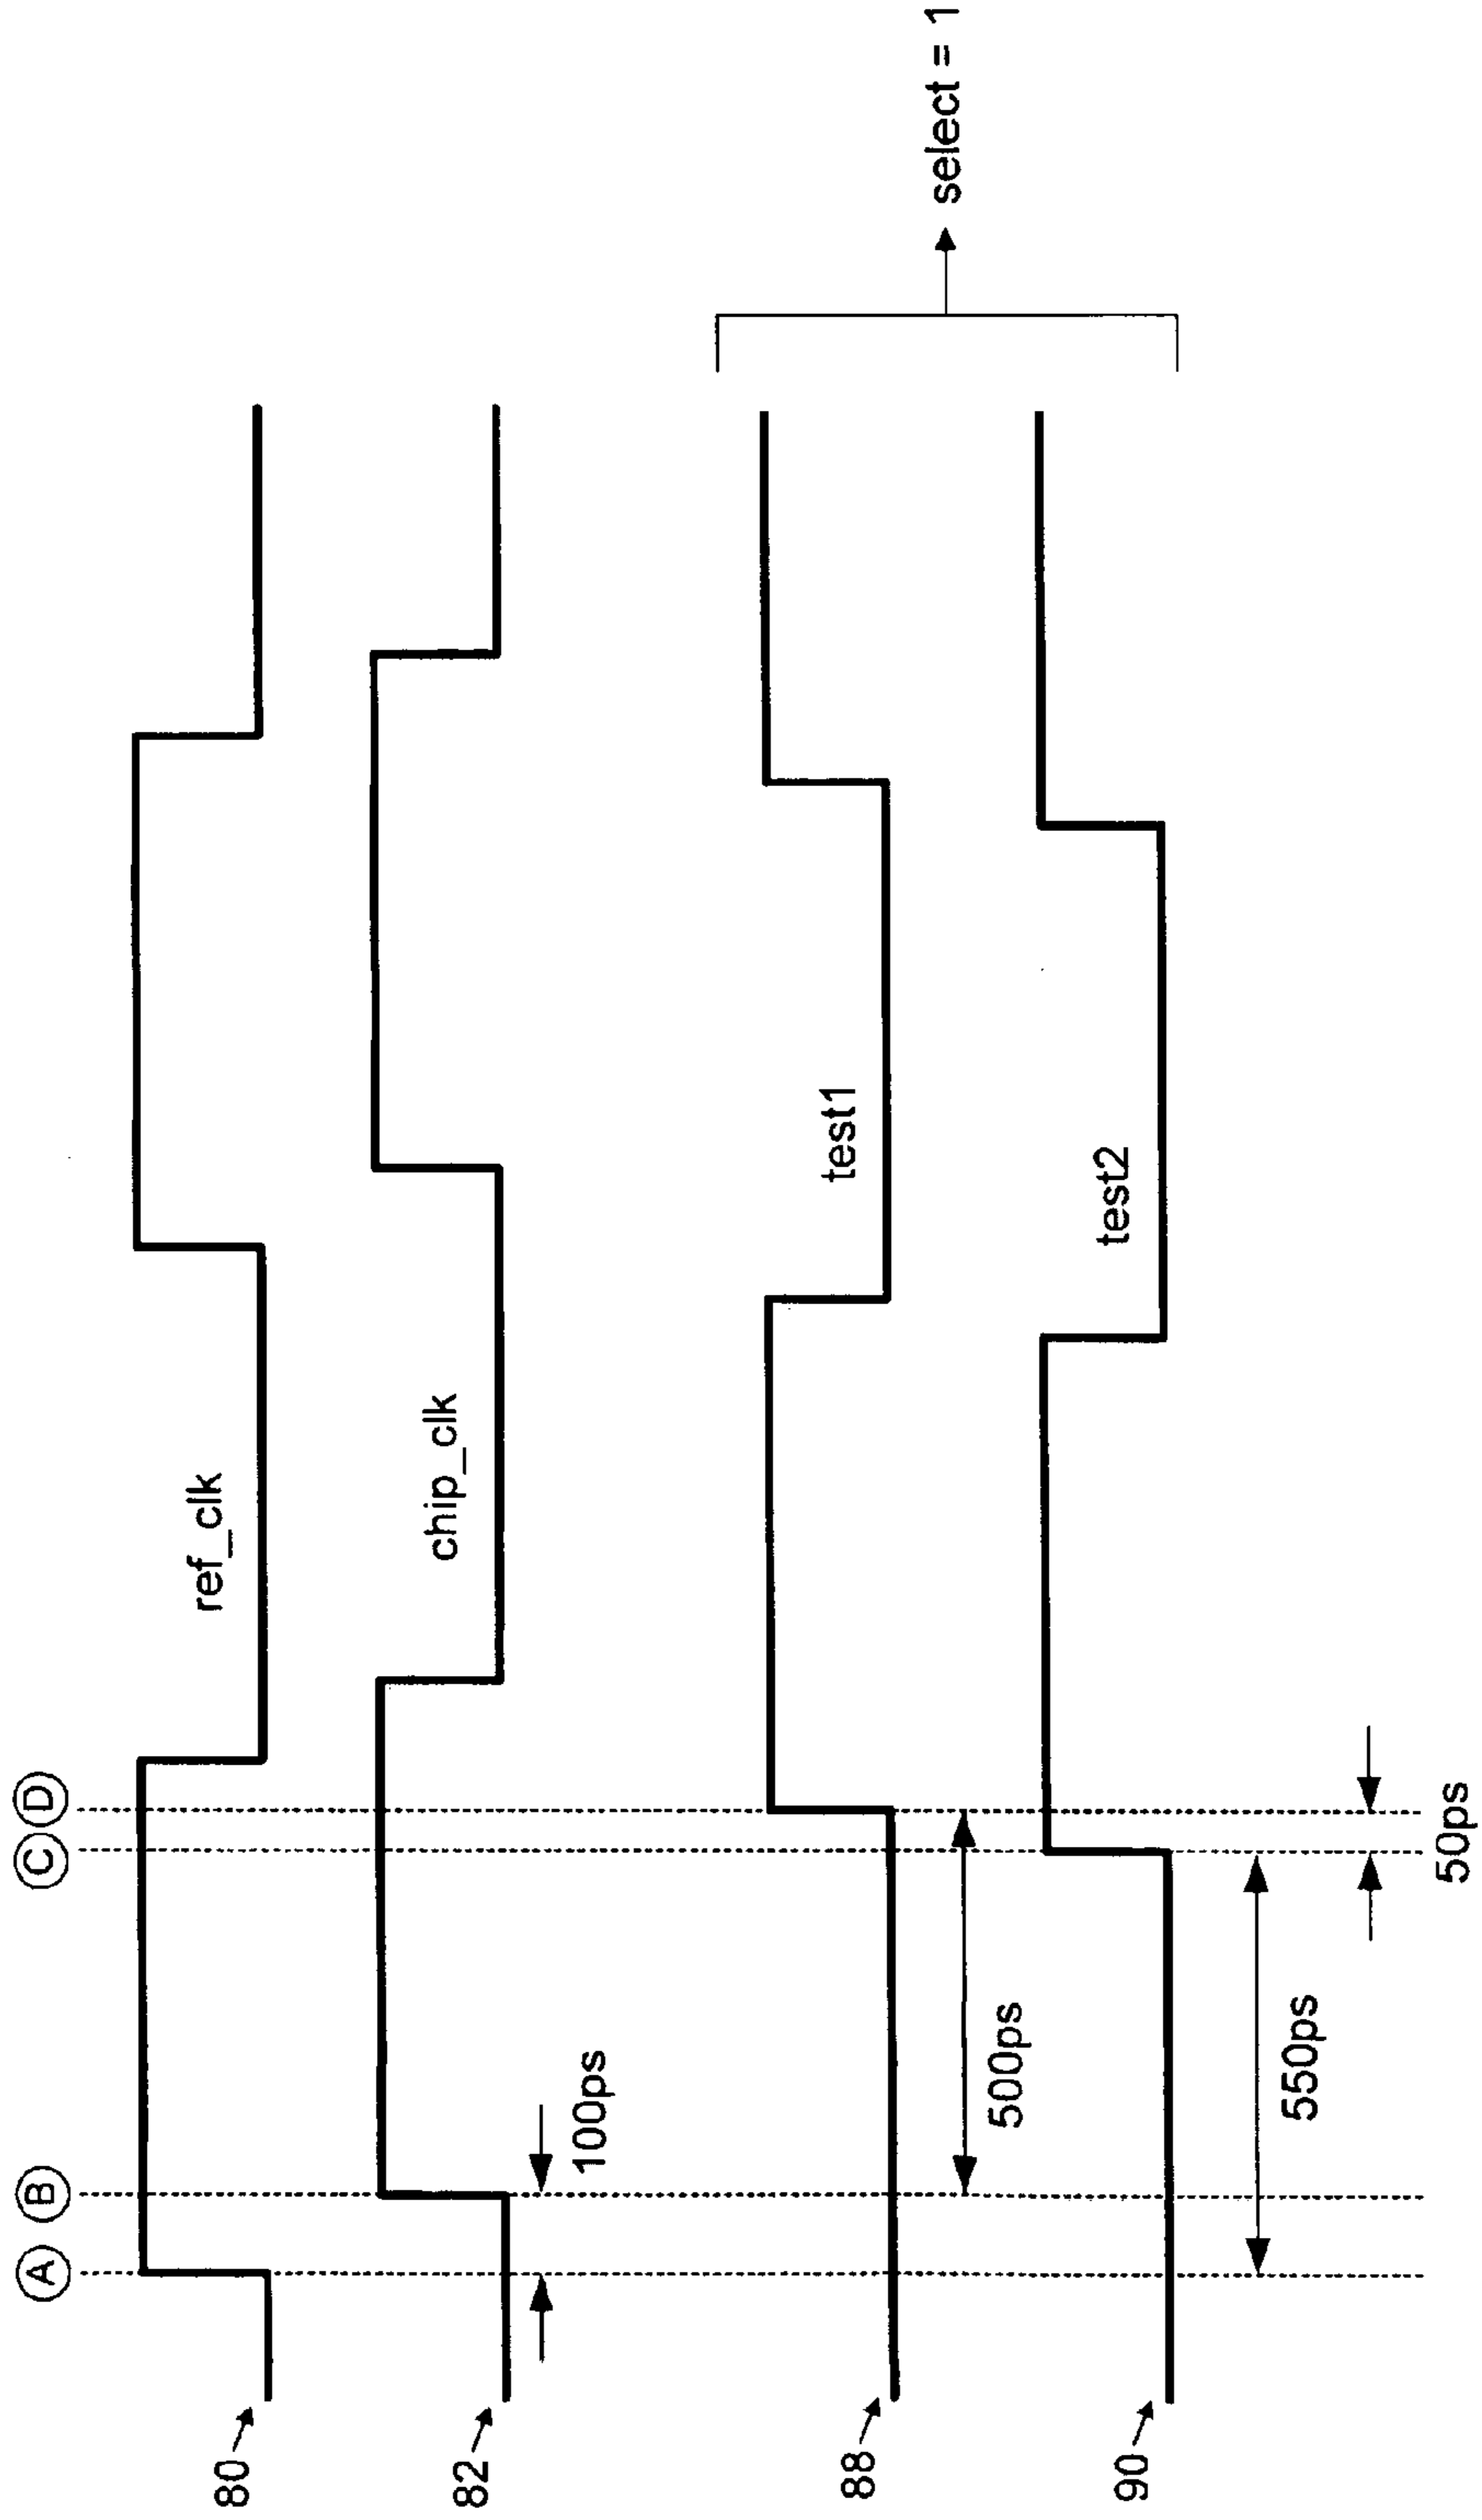 A B C D
80
ref_clk
82
chip_clk
100ps
88
test1
500ps
select = 1
90
test2
550ps
50ps